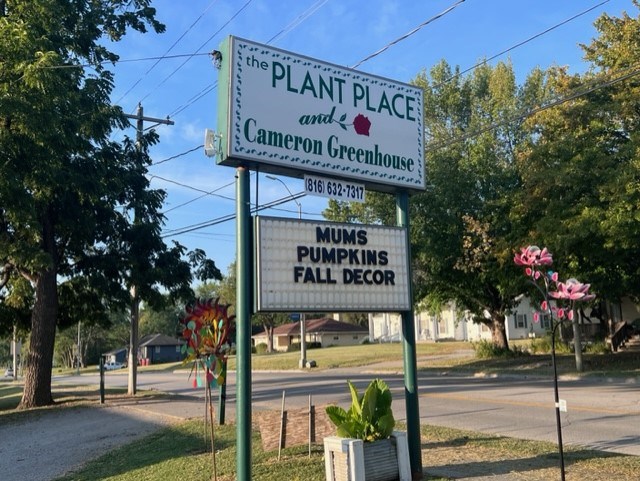 the PLANT PLACE
and
Cameron Greenhouse
(816) 632-7317
MUMS
PUMPKINS
FALL DECOR